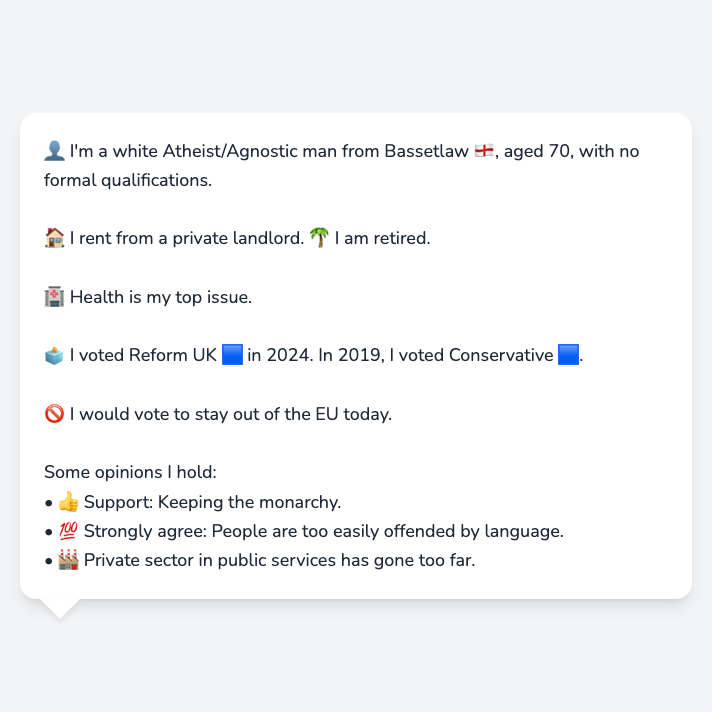 👤 I'm a white Atheist/Agnostic man from Bassetlaw 🏴󠁧󠁢󠁥󠁮󠁧󠁿, aged 70, with no
formal qualifications.
🏠 I rent from a private landlord. 🌴 I am retired.
🏥 Health is my top issue.
🗳️ I voted Reform UK 🟦 in 2024. In 2019, I voted Conservative 🟦.
🚫 I would vote to stay out of the EU today.
Some opinions I hold:
• 👍 Support: Keeping the monarchy.
• 💯 Strongly agree: People are too easily offended by language.
• 🏭 Private sector in public services has gone too far.